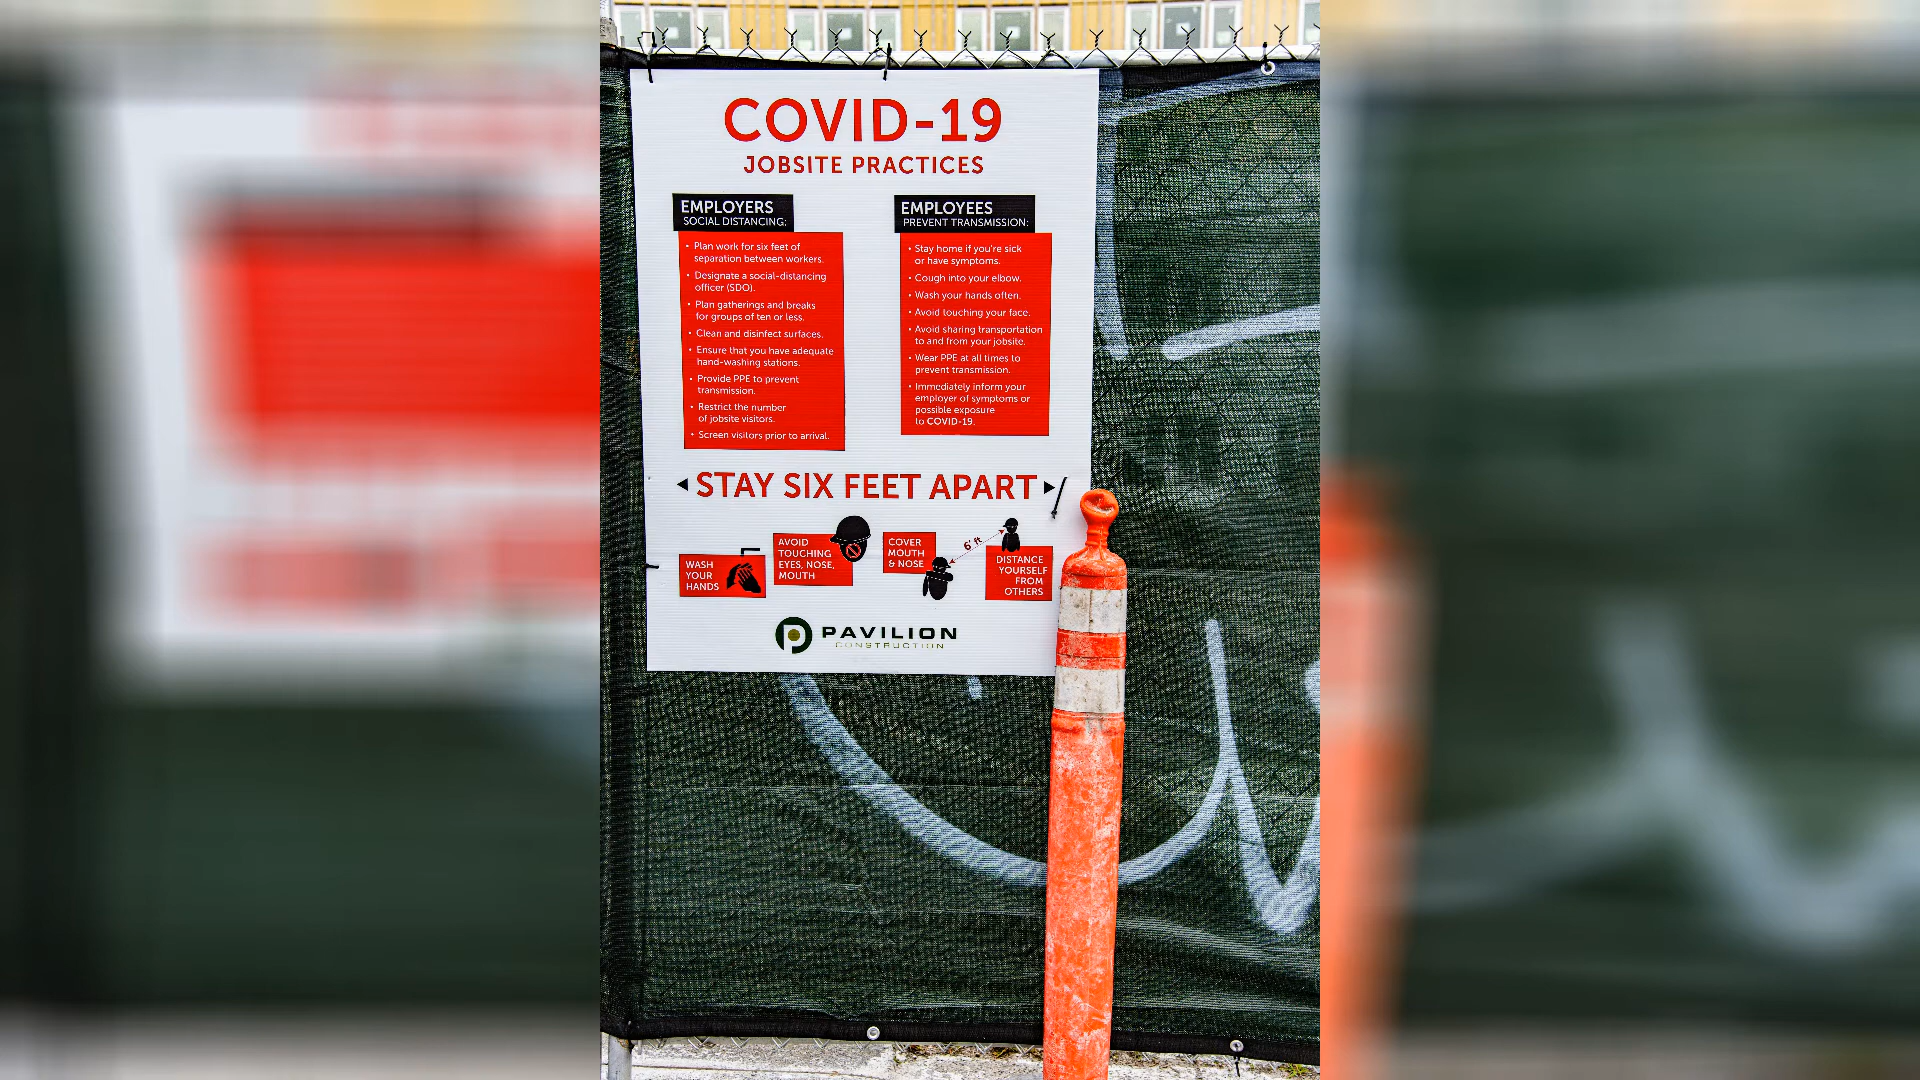 COVID-19
JOBSITE PRACTICES
EMPLOYERS
SOCIAL DISTANCING:
• Plan work for six feet of
separation between workers.
• Designate a social-distancing
officer (SDO).
• Plan gatherings and breaks
for groups of ten or less.
• Clean and disinfect surfaces.
• Ensure that you have adequate
hand-washing stations.
• Provide PPE to prevent
transmission.
• Restrict the number
of jobsite visitors.
• Screen visitors prior to arrival.
EMPLOYEES
PREVENT TRANSMISSION:
• Stay home if you're sick
or have symptoms.
• Cough into your elbow.
• Wash your hands often.
• Avoid touching your face.
• Avoid sharing transportation
to and from your jobsite.
• Wear PPE at all times to
prevent transmission.
• Immediately inform your
employer of symptoms or
possible exposure
to COVID-19.
STAY SIX FEET APART
WASH
YOUR
HANDS
AVOID
TOUCHING
EYES, NOSE,
MOUTH
COVER
MOUTH
& NOSE
6' ft
DISTANCE
YOURSELF
FROM
OTHERS
PAVILION
CONSTRUCTION